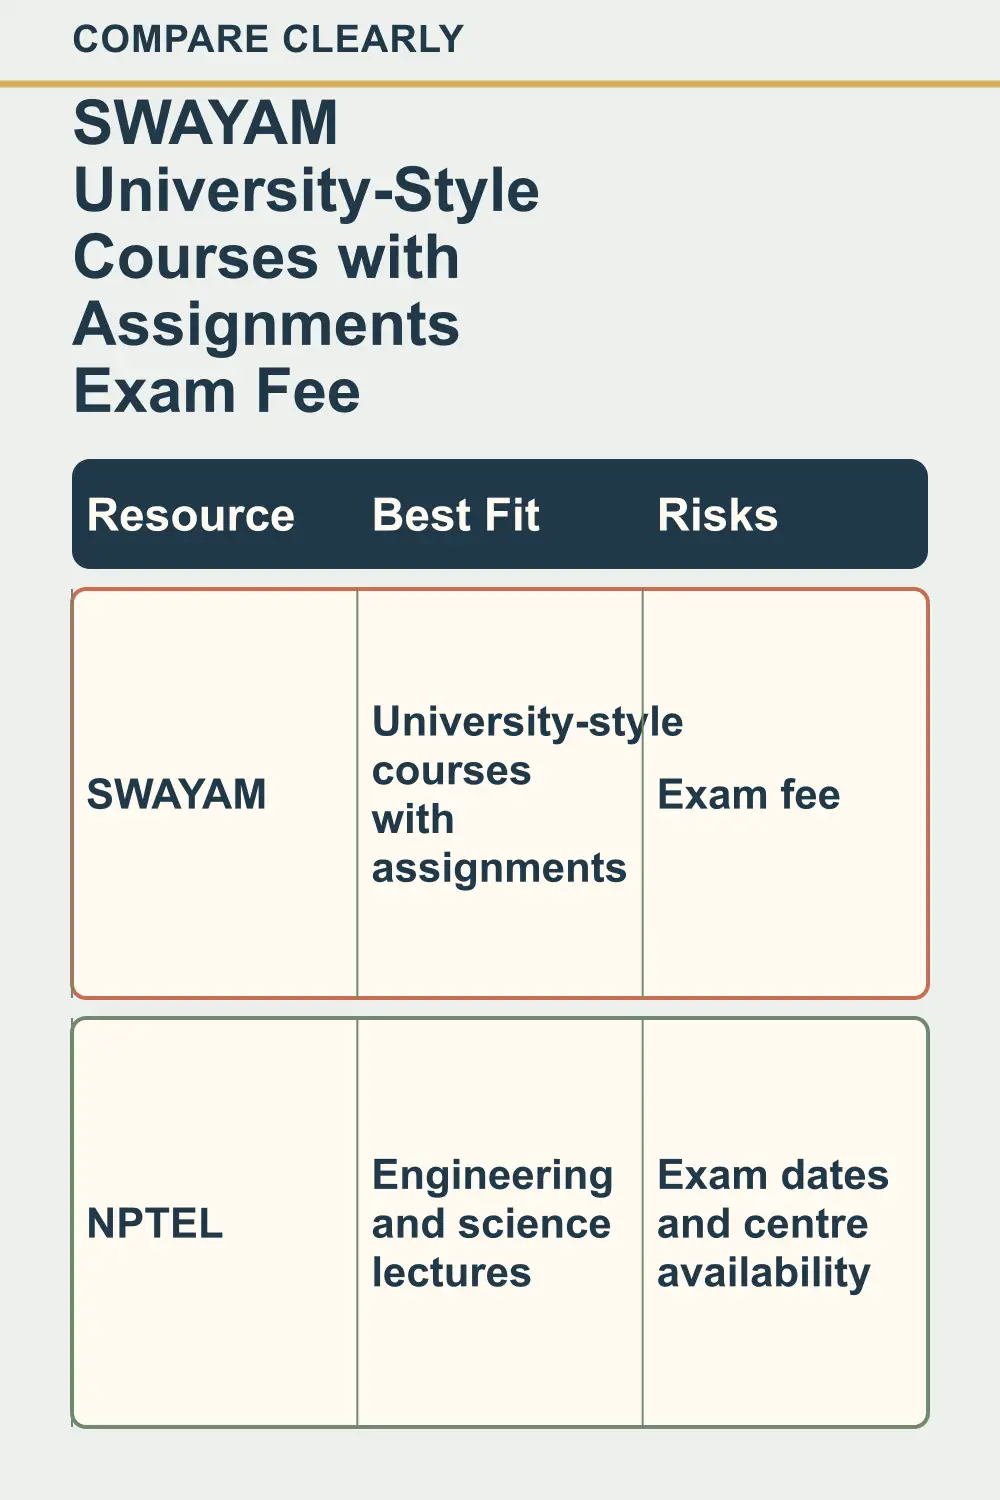 COMPARE CLEARLY
SWAYAM
University-Style
Courses with
Assignments
Exam Fee
Resource Best Fit Risks
SWAYAM
University-style
courses
with
assignments
Exam fee
NPTEL
Engineering
and science
lectures
Exam dates
and centre
availability